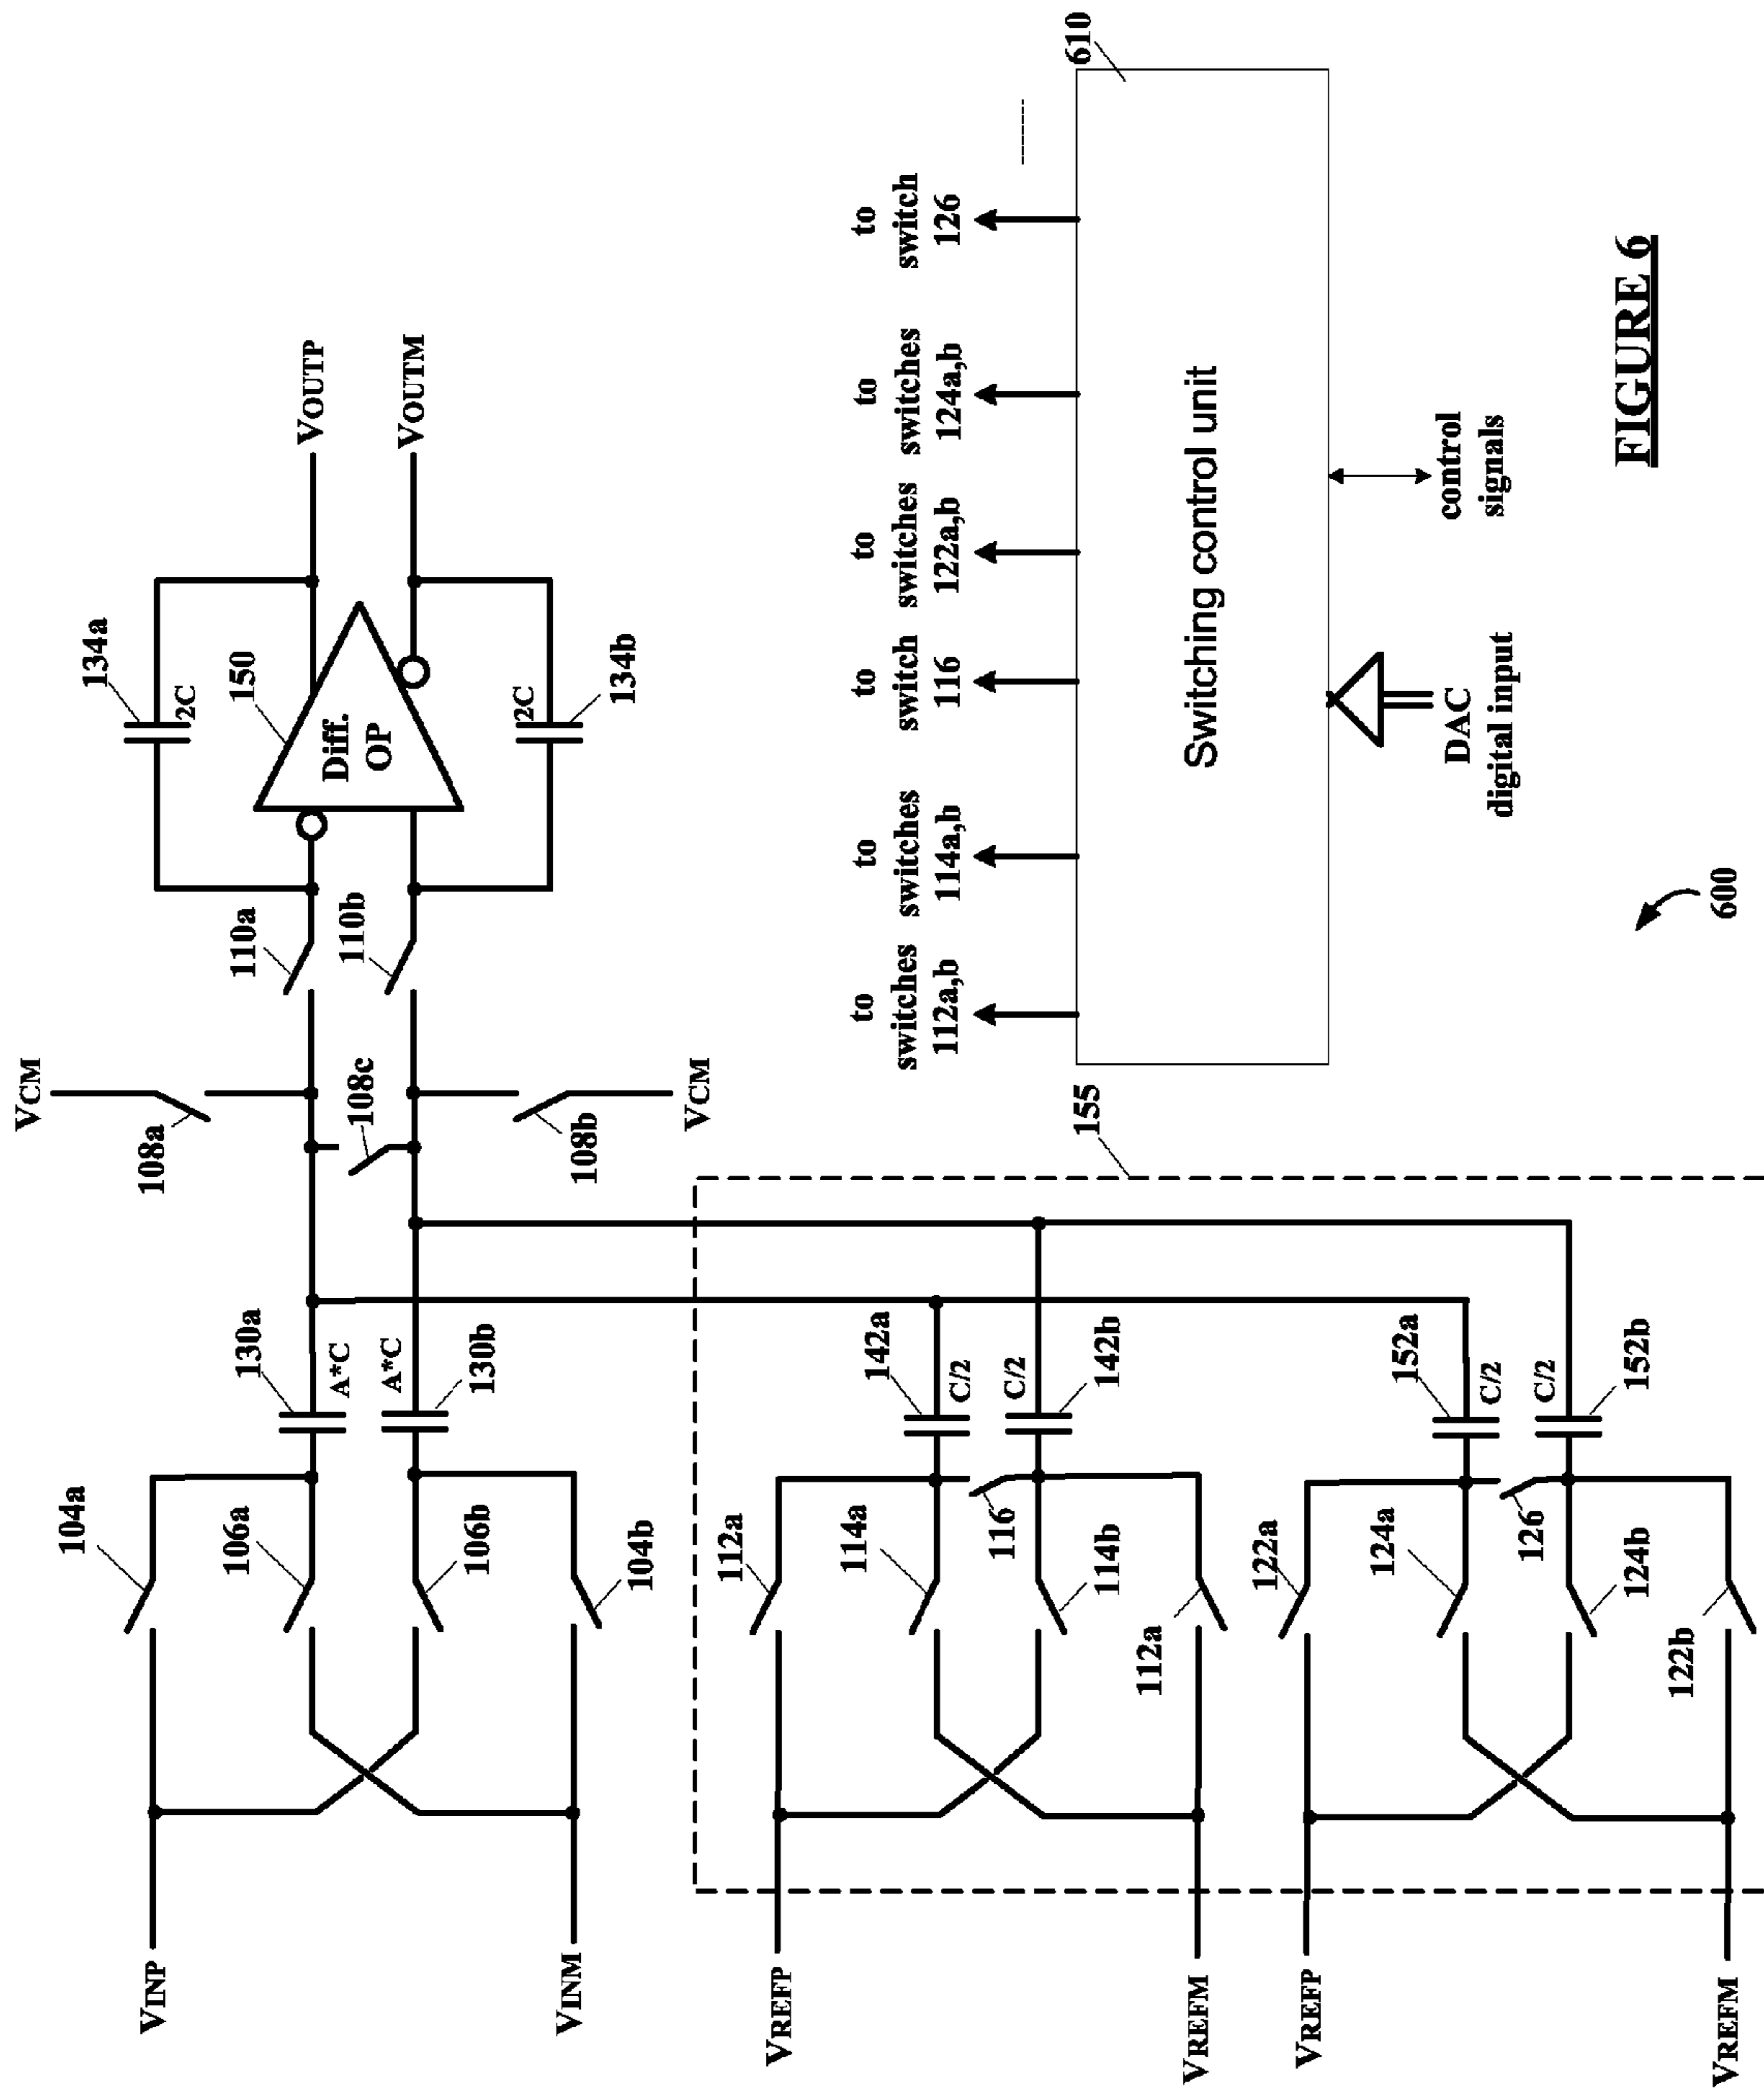 VINP
VINM
104a
106a
106b
104b
130a
A*C
A*C
130b
VCM
108a
108c
108b
VCM
110a
110b
134a
2C
150
Diff.
OP
2C
134b
VOUTP
VOUTM
155
VREFP
VREFM
112a
114a
116
114b
112a
142a
C/2
C/2
142b
VREFP
VREFM
122a
124a
126
124b
122b
152a
C/2
C/2
152b
to
switches
112a,b
to
switches
114a,b
to
switch
116
to
switches
122a,b
to
switches
124a,b
to
switch
126
610
Switching control unit
DAC
digital input
control
signals
600
FIGURE 6